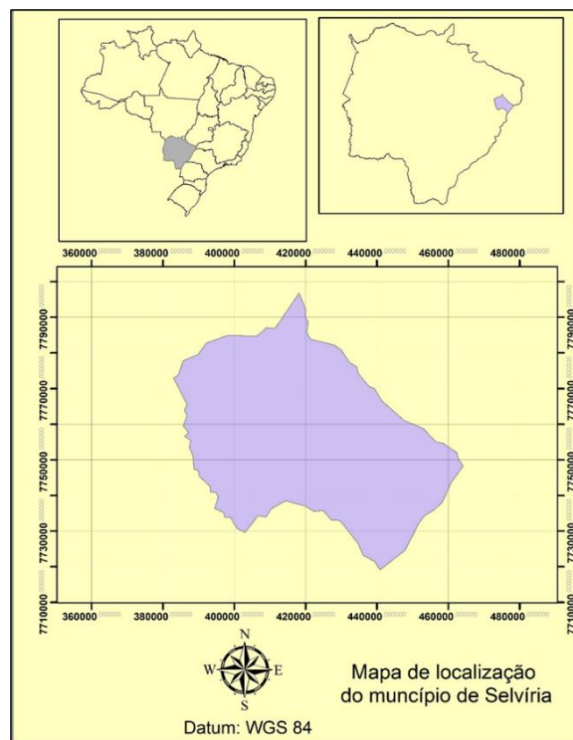 360000 380000 400000 420000 440000 460000 480000
7790000 7790000
7770000 7770000
7750000 7750000
7730000 7730000
7710000 7710000
360000 380000 400000 420000 440000 460000 480000
N
W E
S
Mapa de localização
do muncípio de Selvíria
Datum: WGS 84